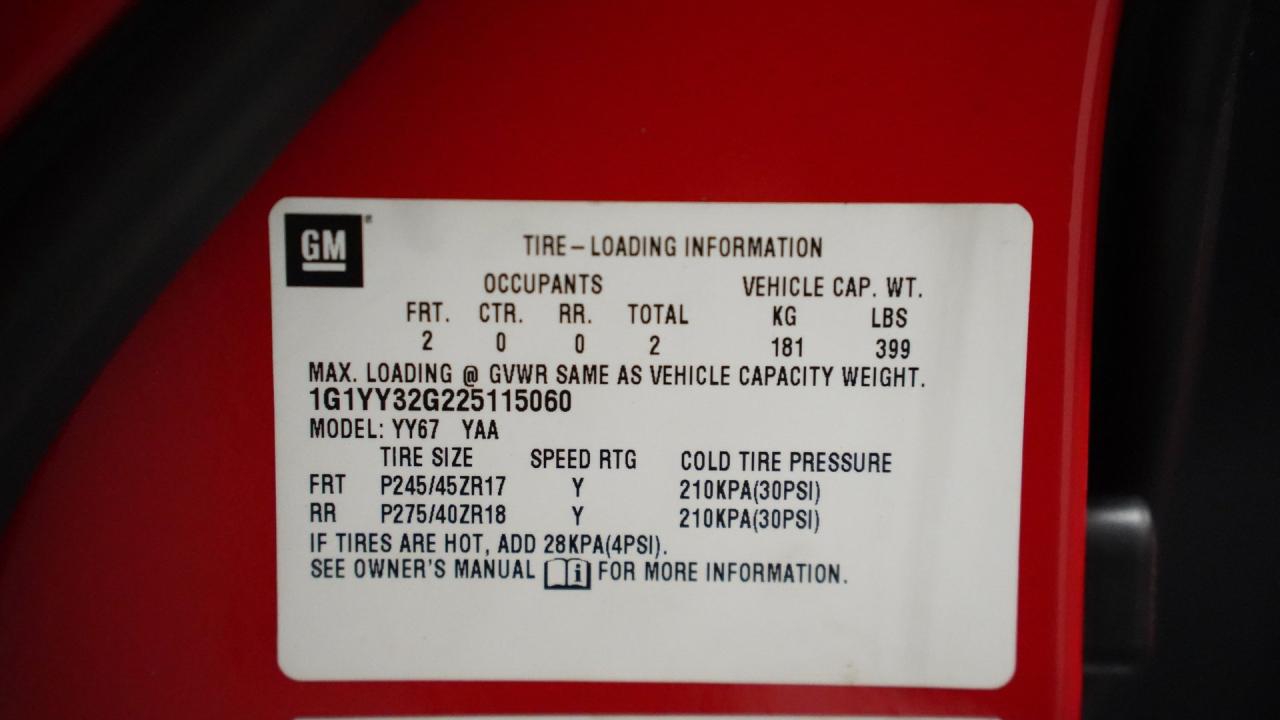 GM®
TIRE-LOADING INFORMATION
OCCUPANTS VEHICLE CAP. WT.
FRT. CTR. RR. TOTAL KG LBS
2 0 0 2 181 399
MAX. LOADING @ GVWR SAME AS VEHICLE CAPACITY WEIGHT.
1G1YY32G225115060
MODEL: YY67 YAA
TIRE SIZE SPEED RTG COLD TIRE PRESSURE
FRT P245/45ZR17 Y 210KPA(30PSI)
RR P275/40ZR18 Y 210KPA(30PSI)
IF TIRES ARE HOT, ADD 28KPA(4PSI).
SEE OWNER'S MANUAL i FOR MORE INFORMATION.